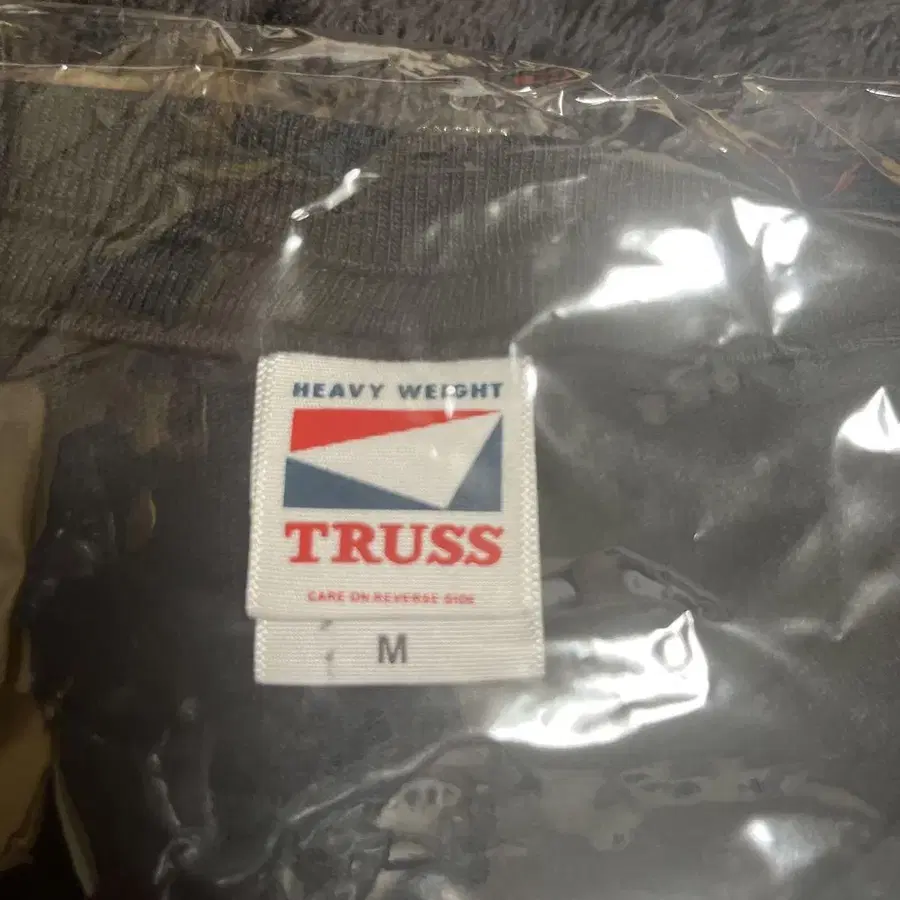 HEAVY WEIGHT
TRUSS
CARE ON REVERSE SIDE
M